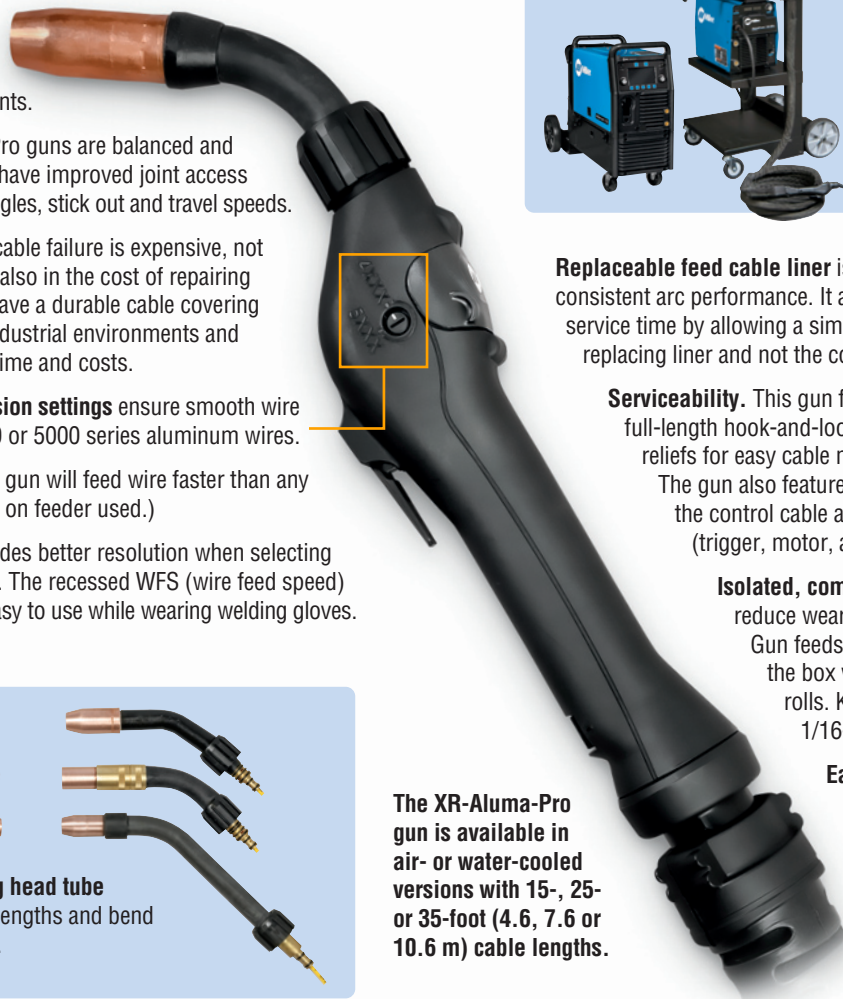 nts.
ro guns are balanced and
have improved joint access
gles, stick out and travel speeds.
cable failure is expensive, not
also in the cost of repairing
ave a durable cable covering
dustrial environments and
ime and costs.
sion settings ensure smooth wire
0 or 5000 series aluminum wires.
gun will feed wire faster than any
on feeder used.)
des better resolution when selecting
. The recessed WFS (wire feed speed)
asy to use while wearing welding gloves.
4XXX
5XXX
Replaceable feed cable liner is
consistent arc performance. It a
service time by allowing a sim
replacing liner and not the co
Serviceability. This gun f
full-length hook-and-loo
reliefs for easy cable m
The gun also feature
the control cable a
(trigger, motor, a
Isolated, com
reduce wear
Gun feeds
the box w
rolls. K
1/16
Ea
g head tube
engths and bend
.
The XR-Aluma-Pro
gun is available in
air- or water-cooled
versions with 15-, 25-
or 35-foot (4.6, 7.6 or
10.6 m) cable lengths.